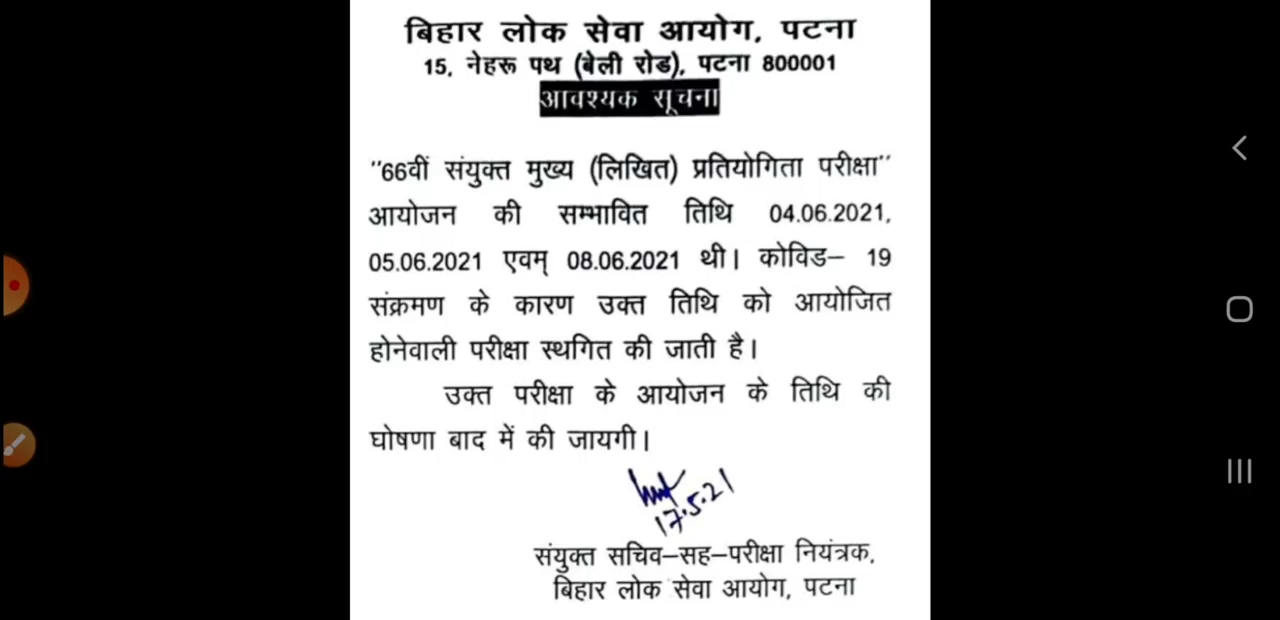 बिहार लोक सेवा आयोग, पटना
15, नेहरू पथ (बेली रोड), पटना 800001
आवश्यक सूचना
"66वीं संयुक्त मुख्य (लिखित) प्रतियोगिता परीक्षा"
आयोजन की सम्भावित तिथि 04.06.2021,
05.06.2021 एवम् 08.06.2021 थी। कोविड– 19
संक्रमण के कारण उक्त तिथि को आयोजित
होनेवाली परीक्षा स्थगित की जाती है।
उक्त परीक्षा के आयोजन के तिथि की
घोषणा बाद में की जायगी।
17.5.21
संयुक्त सचिव–सह–परीक्षा नियंत्रक,
बिहार लोक सेवा आयोग, पटना